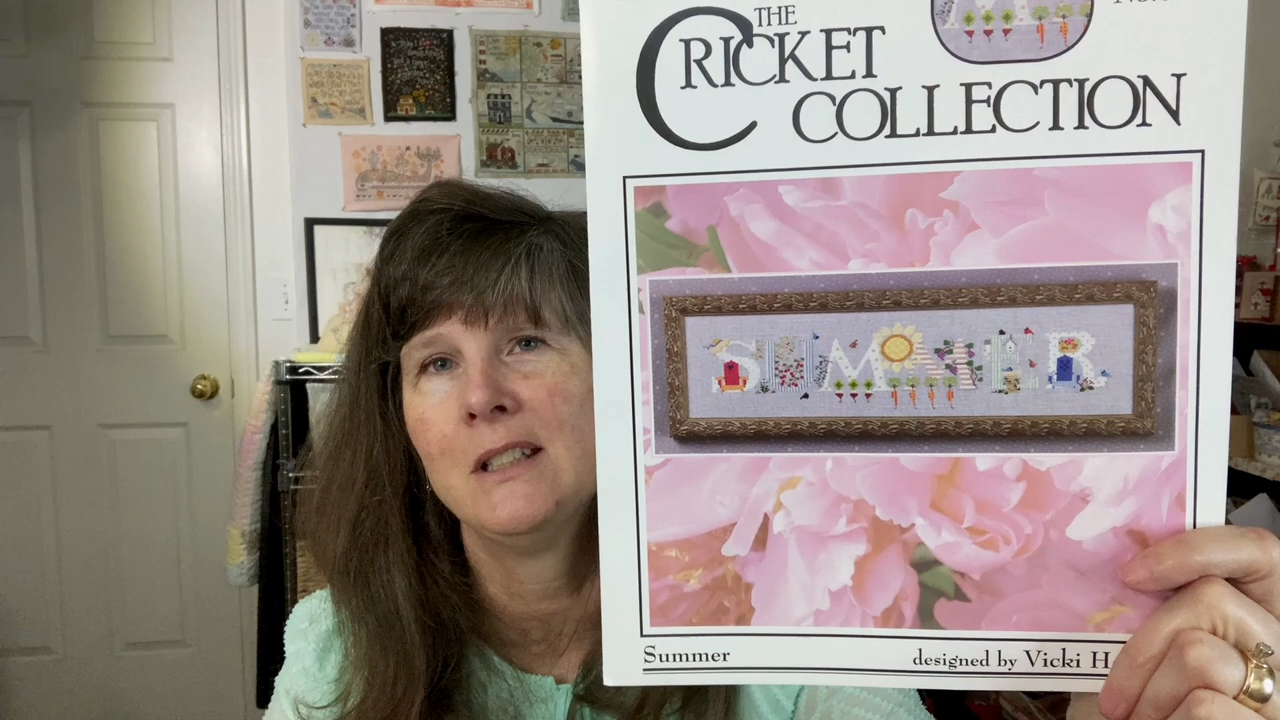 THE
CRICKET
COLLECTION
SUMMER
Summer
designed by Vicki H